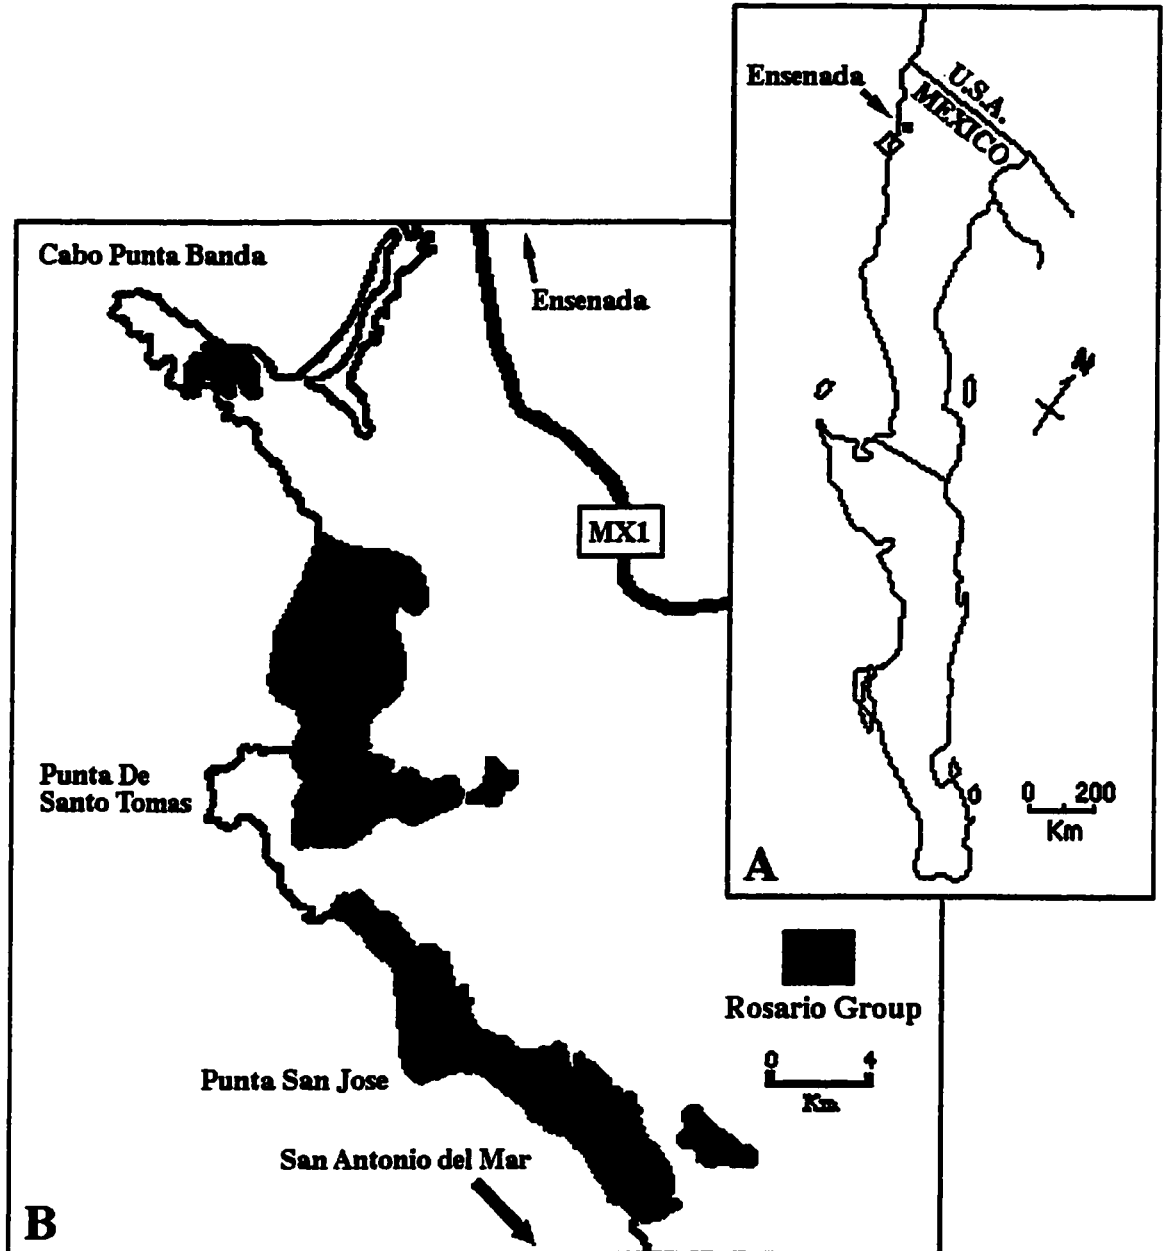 Ensenada
U.S.A.
MEXICO
N
0 200
Km
A
Cabo Punta Banda
Ensenada
MX1
Punta De
Santo Tomas
Rosario Group
0 4
Km
Punta San Jose
San Antonio del Mar
B